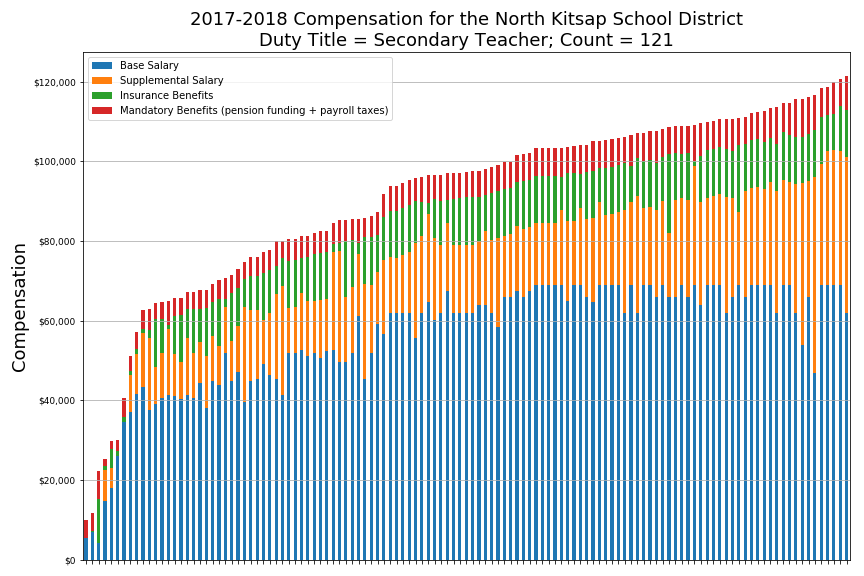 2017-2018 Compensation for the North Kitsap School District
Duty Title = Secondary Teacher; Count = 121
Base Salary
Supplemental Salary
Insurance Benefits
Mandatory Benefits (pension funding + payroll taxes)
Compensation
$120,000
$100,000
$80,000
$60,000
$40,000
$20,000
$0